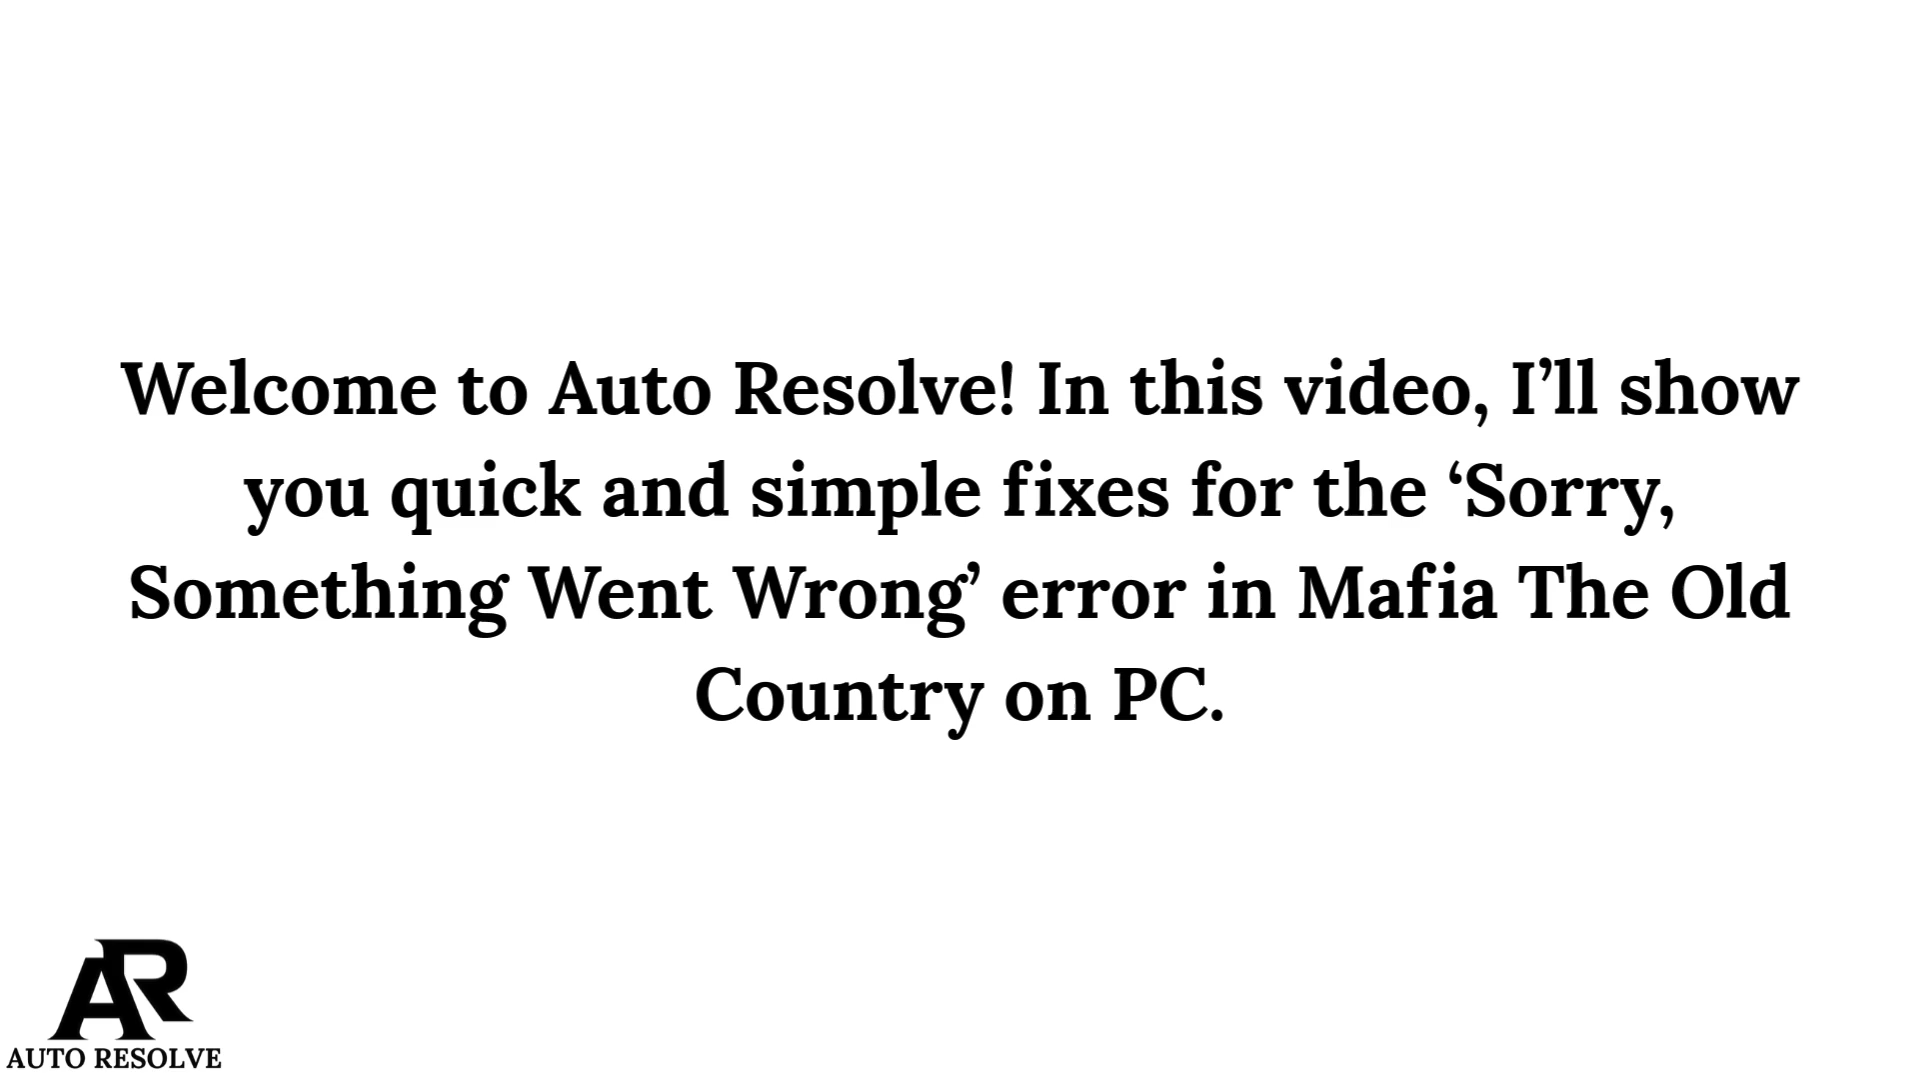 Welcome to Auto Resolve! In this video, I’ll show
you quick and simple fixes for the ‘Sorry,
Something Went Wrong’ error in Mafia The Old
Country on PC.
AR
AUTO RESOLVE